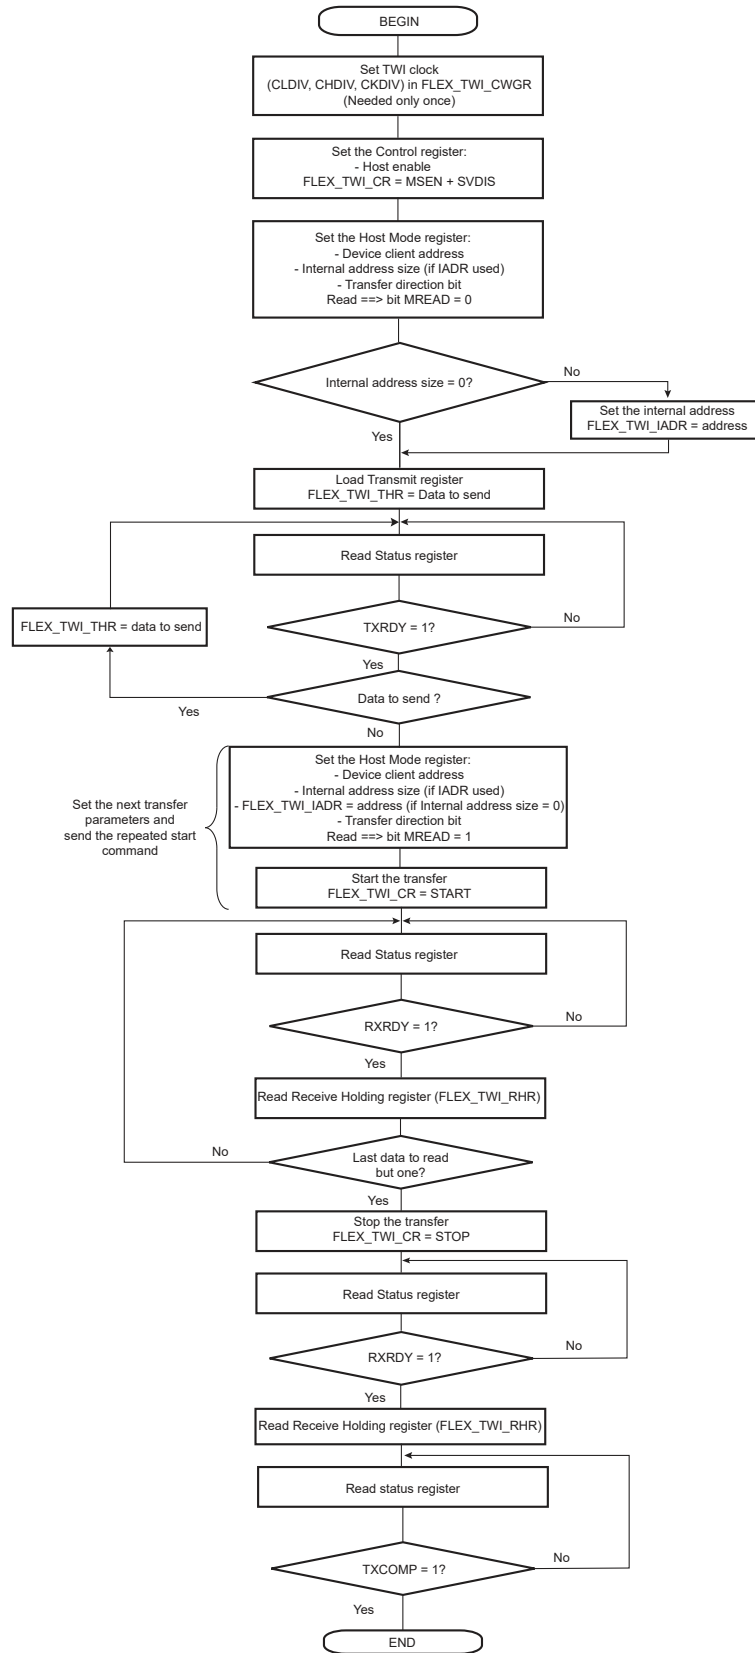 BEGIN
Set TWI clock
(CLDIV, CHDIV, CKDIV) in FLEX_TWI_CWGR
(Needed only once)
Set the Control register:
- Host enable
FLEX_TWI_CR = MSEN + SVDIS
Set the Host Mode register:
- Device client address
- Internal address size (if IADR used)
- Transfer direction bit
Read ==> bit MREAD = 0
Internal address size = 0?
No
Set the internal address
FLEX_TWI_IADR = address
Yes
Load Transmit register
FLEX_TWI_THR = Data to send
Read Status register
FLEX_TWI_THR = data to send
TXRDY = 1?
No
Yes
Data to send ?
Yes
No
Set the next transfer
parameters and
send the repeated start
command
Set the Host Mode register:
- Device client address
- Internal address size (if IADR used)
- FLEX_TWI_IADR = address (if Internal address size = 0)
- Transfer direction bit
Read ==> bit MREAD = 1
Start the transfer
FLEX_TWI_CR = START
Read Status register
RXRDY = 1?
No
Yes
Read Receive Holding register (FLEX_TWI_RHR)
No
Last data to read
but one?
Yes
Stop the transfer
FLEX_TWI_CR = STOP
Read Status register
RXRDY = 1?
No
Yes
Read Receive Holding register (FLEX_TWI_RHR)
Read status register
TXCOMP = 1?
No
Yes
END